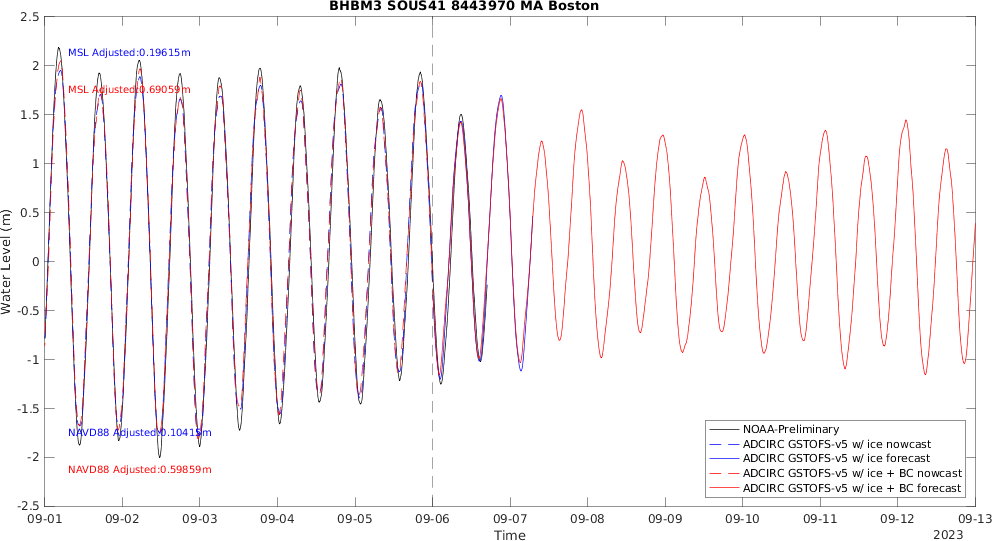 BHBM3 SOUS41 8443970 MA Boston
2.5
2
1.5
1
0.5
0
-0.5
-1
-1.5
-2
-2.5
Water Level (m)
MSL Adjusted:0.19615m
MSL Adjusted:0.69059m
NAVD88 Adjusted:0.10415m
NAVD88 Adjusted:0.59859m
NOAA-Preliminary
ADCIRC GSTOFS-v5 w/ ice nowcast
ADCIRC GSTOFS-v5 w/ ice forecast
ADCIRC GSTOFS-v5 w/ ice + BC nowcast
ADCIRC GSTOFS-v5 w/ ice + BC forecast
09-01 09-02 09-03 09-04 09-05 09-06 09-07 09-08 09-09 09-10 09-11 09-12 09-13
Time
2023